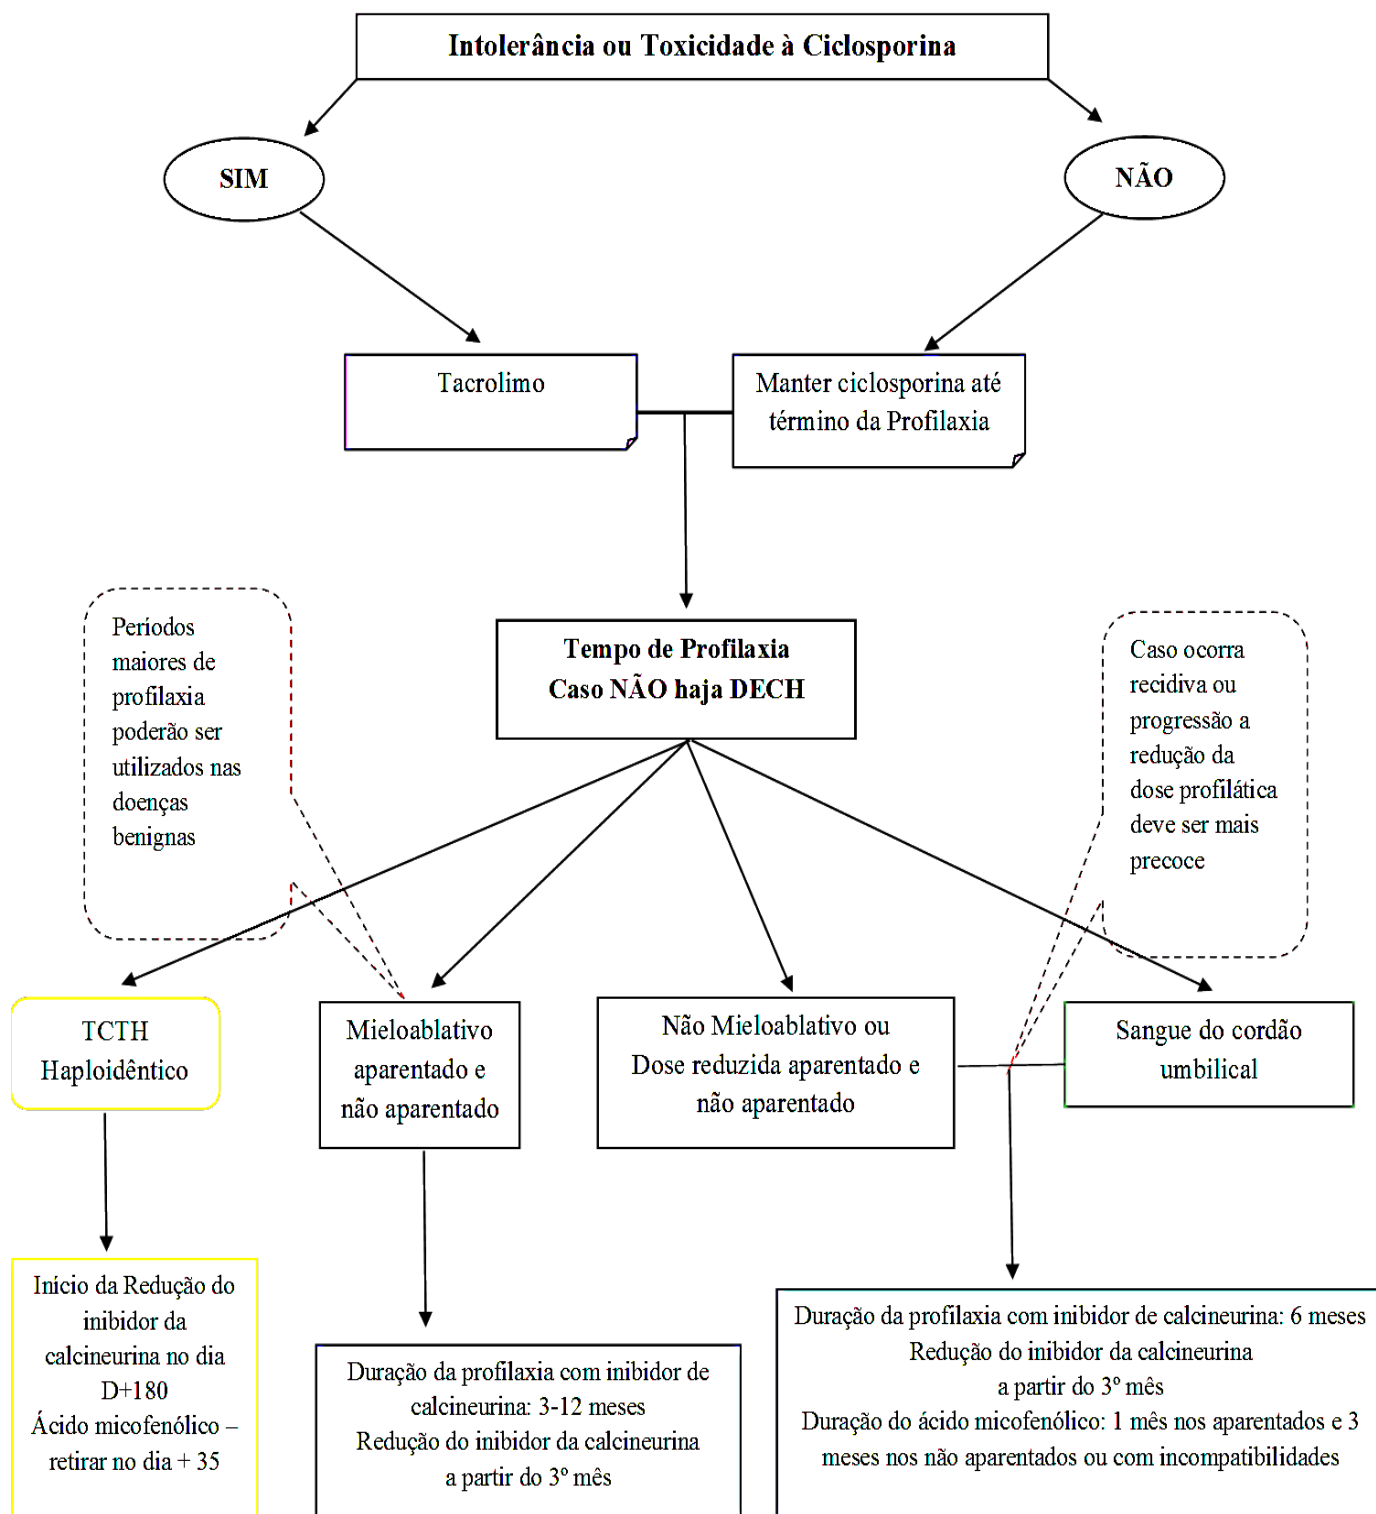 Intolerância ou Toxicidade à Ciclosporina
SIM
NÃO
Tacrolimo
Manter ciclosporina até
término da Profilaxia
Períodos
maiores de
profilaxia
poderão ser
utilizados nas
doenças
benignas
Tempo de Profilaxia
Caso NÃO haja DECH
Caso ocorra
recidiva ou
progressão a
redução da
dose profilática
deve ser mais
precoce
TCTH
Haploidêntico
Mieloablativo
aparentado e
não aparentado
Não Mieloablativo ou
Dose reduzida aparentado e
não aparentado
Sangue do cordão
umbilical
Início da Redução do
inibidor da
calcineurina no dia
D+180
Ácido micofenólico –
retirar no dia + 35
Duração da profilaxia com inibidor de
calcineurina: 3-12 meses
Redução do inibidor da calcineurina
a partir do 3º mês
Duração da profilaxia com inibidor de calcineurina: 6 meses
Redução do inibidor da calcineurina
a partir do 3º mês
Duração do ácido micofenólico: 1 mês nos aparentados e 3
meses nos não aparentados ou com incompatibilidades